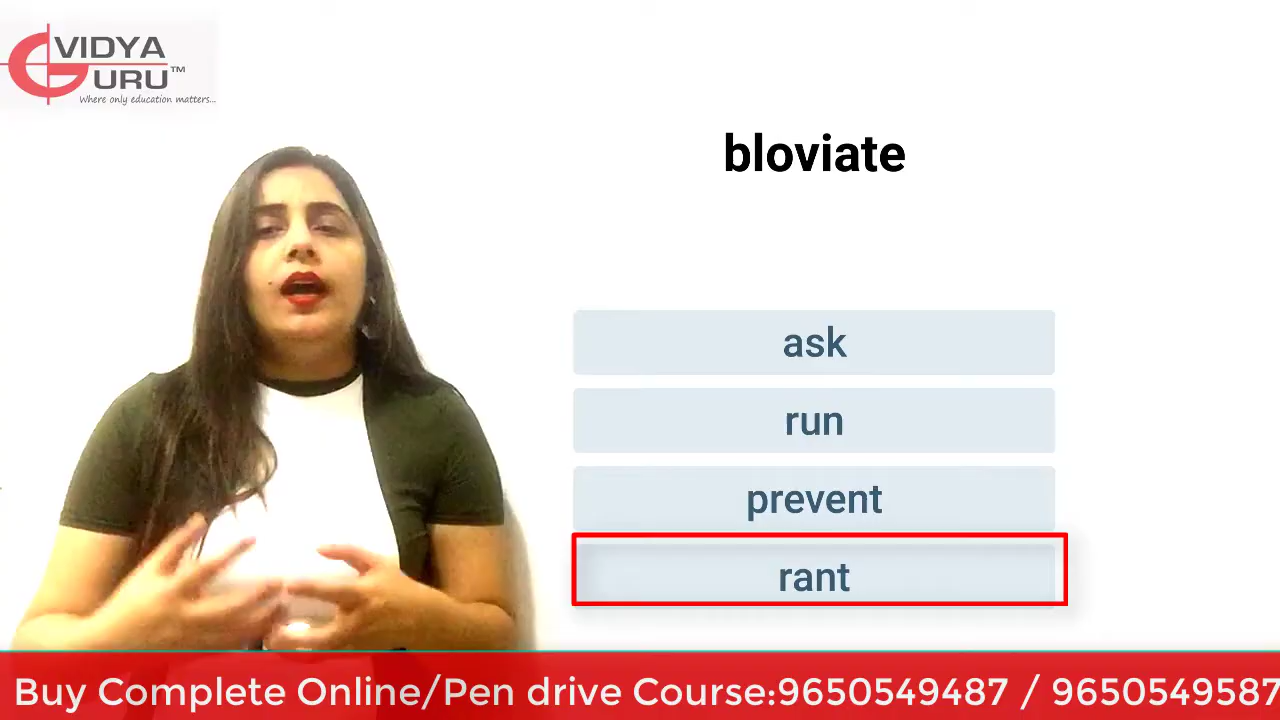 VIDYA
GURU™
Where only education matters...
bloviate
ask
run
prevent
rant
Buy Complete Online/Pen drive Course:9650549487 / 9650549587